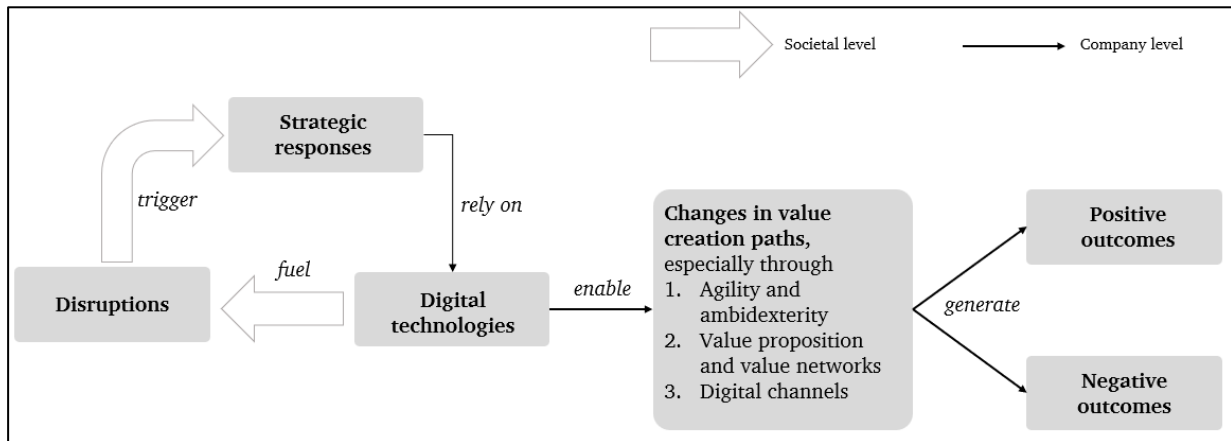 Societal level
Company level
Strategic
responses
trigger
rely on
Disruptions
fuel
Digital
technologies
enable
Changes in value
creation paths,
especially through
1. Agility and
ambidexterity
2. Value proposition
and value networks
3. Digital channels
generate
Positive
outcomes
Negative
outcomes